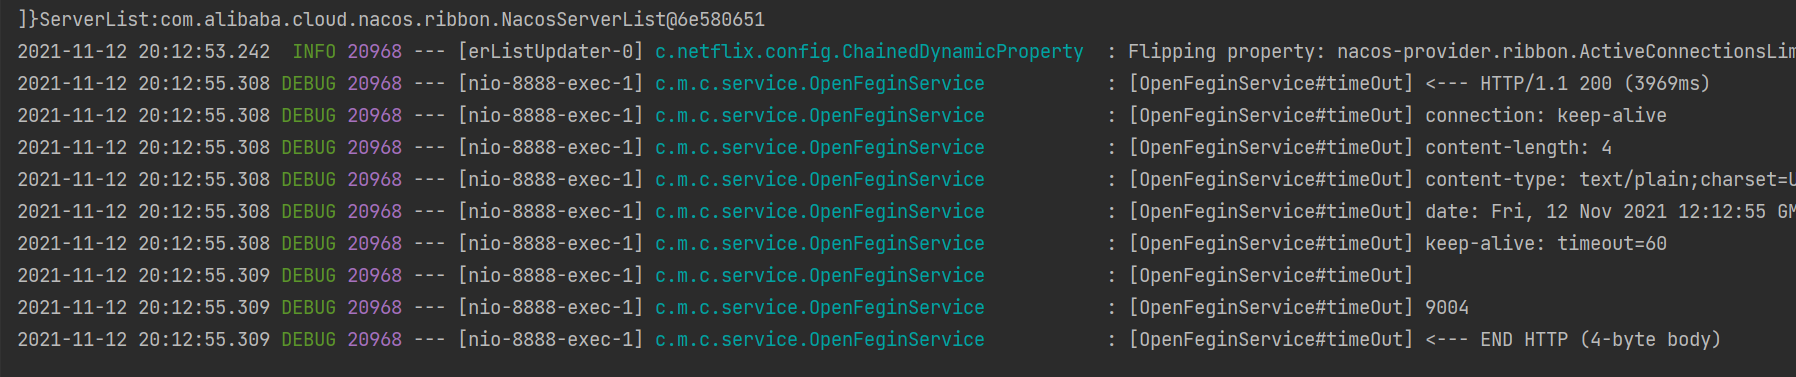 ]}ServerList:com.alibaba.cloud.nacos.ribbon.NacosServerList@6e580651
2021-11-12 20:12:53.242  INFO 20968 --- [erListUpdater-0] c.netflix.config.ChainedDynamicProperty  : Flipping property: nacos-provider.ribbon.ActiveConnectionsLim
2021-11-12 20:12:55.308 DEBUG 20968 --- [nio-8888-exec-1] c.m.c.service.OpenFeginService           : [OpenFeginService#timeOut] <--- HTTP/1.1 200 (3969ms)
2021-11-12 20:12:55.308 DEBUG 20968 --- [nio-8888-exec-1] c.m.c.service.OpenFeginService           : [OpenFeginService#timeOut] connection: keep-alive
2021-11-12 20:12:55.308 DEBUG 20968 --- [nio-8888-exec-1] c.m.c.service.OpenFeginService           : [OpenFeginService#timeOut] content-length: 4
2021-11-12 20:12:55.308 DEBUG 20968 --- [nio-8888-exec-1] c.m.c.service.OpenFeginService           : [OpenFeginService#timeOut] content-type: text/plain;charset=U
2021-11-12 20:12:55.308 DEBUG 20968 --- [nio-8888-exec-1] c.m.c.service.OpenFeginService           : [OpenFeginService#timeOut] date: Fri, 12 Nov 2021 12:12:55 GM
2021-11-12 20:12:55.308 DEBUG 20968 --- [nio-8888-exec-1] c.m.c.service.OpenFeginService           : [OpenFeginService#timeOut] keep-alive: timeout=60
2021-11-12 20:12:55.309 DEBUG 20968 --- [nio-8888-exec-1] c.m.c.service.OpenFeginService           : [OpenFeginService#timeOut]
2021-11-12 20:12:55.309 DEBUG 20968 --- [nio-8888-exec-1] c.m.c.service.OpenFeginService           : [OpenFeginService#timeOut] 9004
2021-11-12 20:12:55.309 DEBUG 20968 --- [nio-8888-exec-1] c.m.c.service.OpenFeginService           : [OpenFeginService#timeOut] <--- END HTTP (4-byte body)